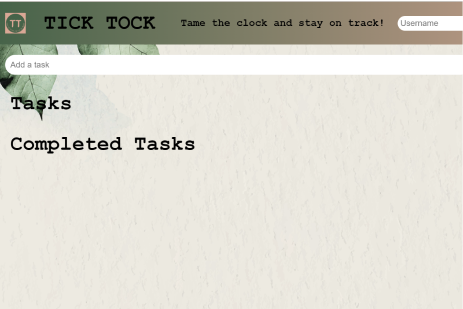 TT TICK TOCK Tame the clock and stay on track! Username
Add a task
Tasks
Completed Tasks